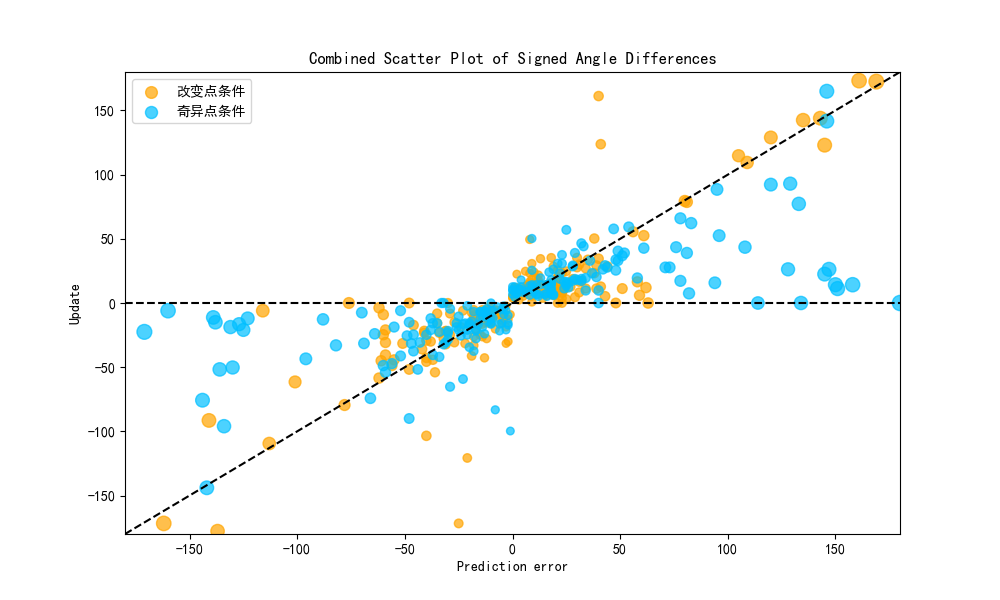 Combined Scatter Plot of Signed Angle Differences
改变点条件
奇异点条件
150
100
50
0
−50
−100
−150
Update
−150
−100
−50
0
50
100
150
Prediction error